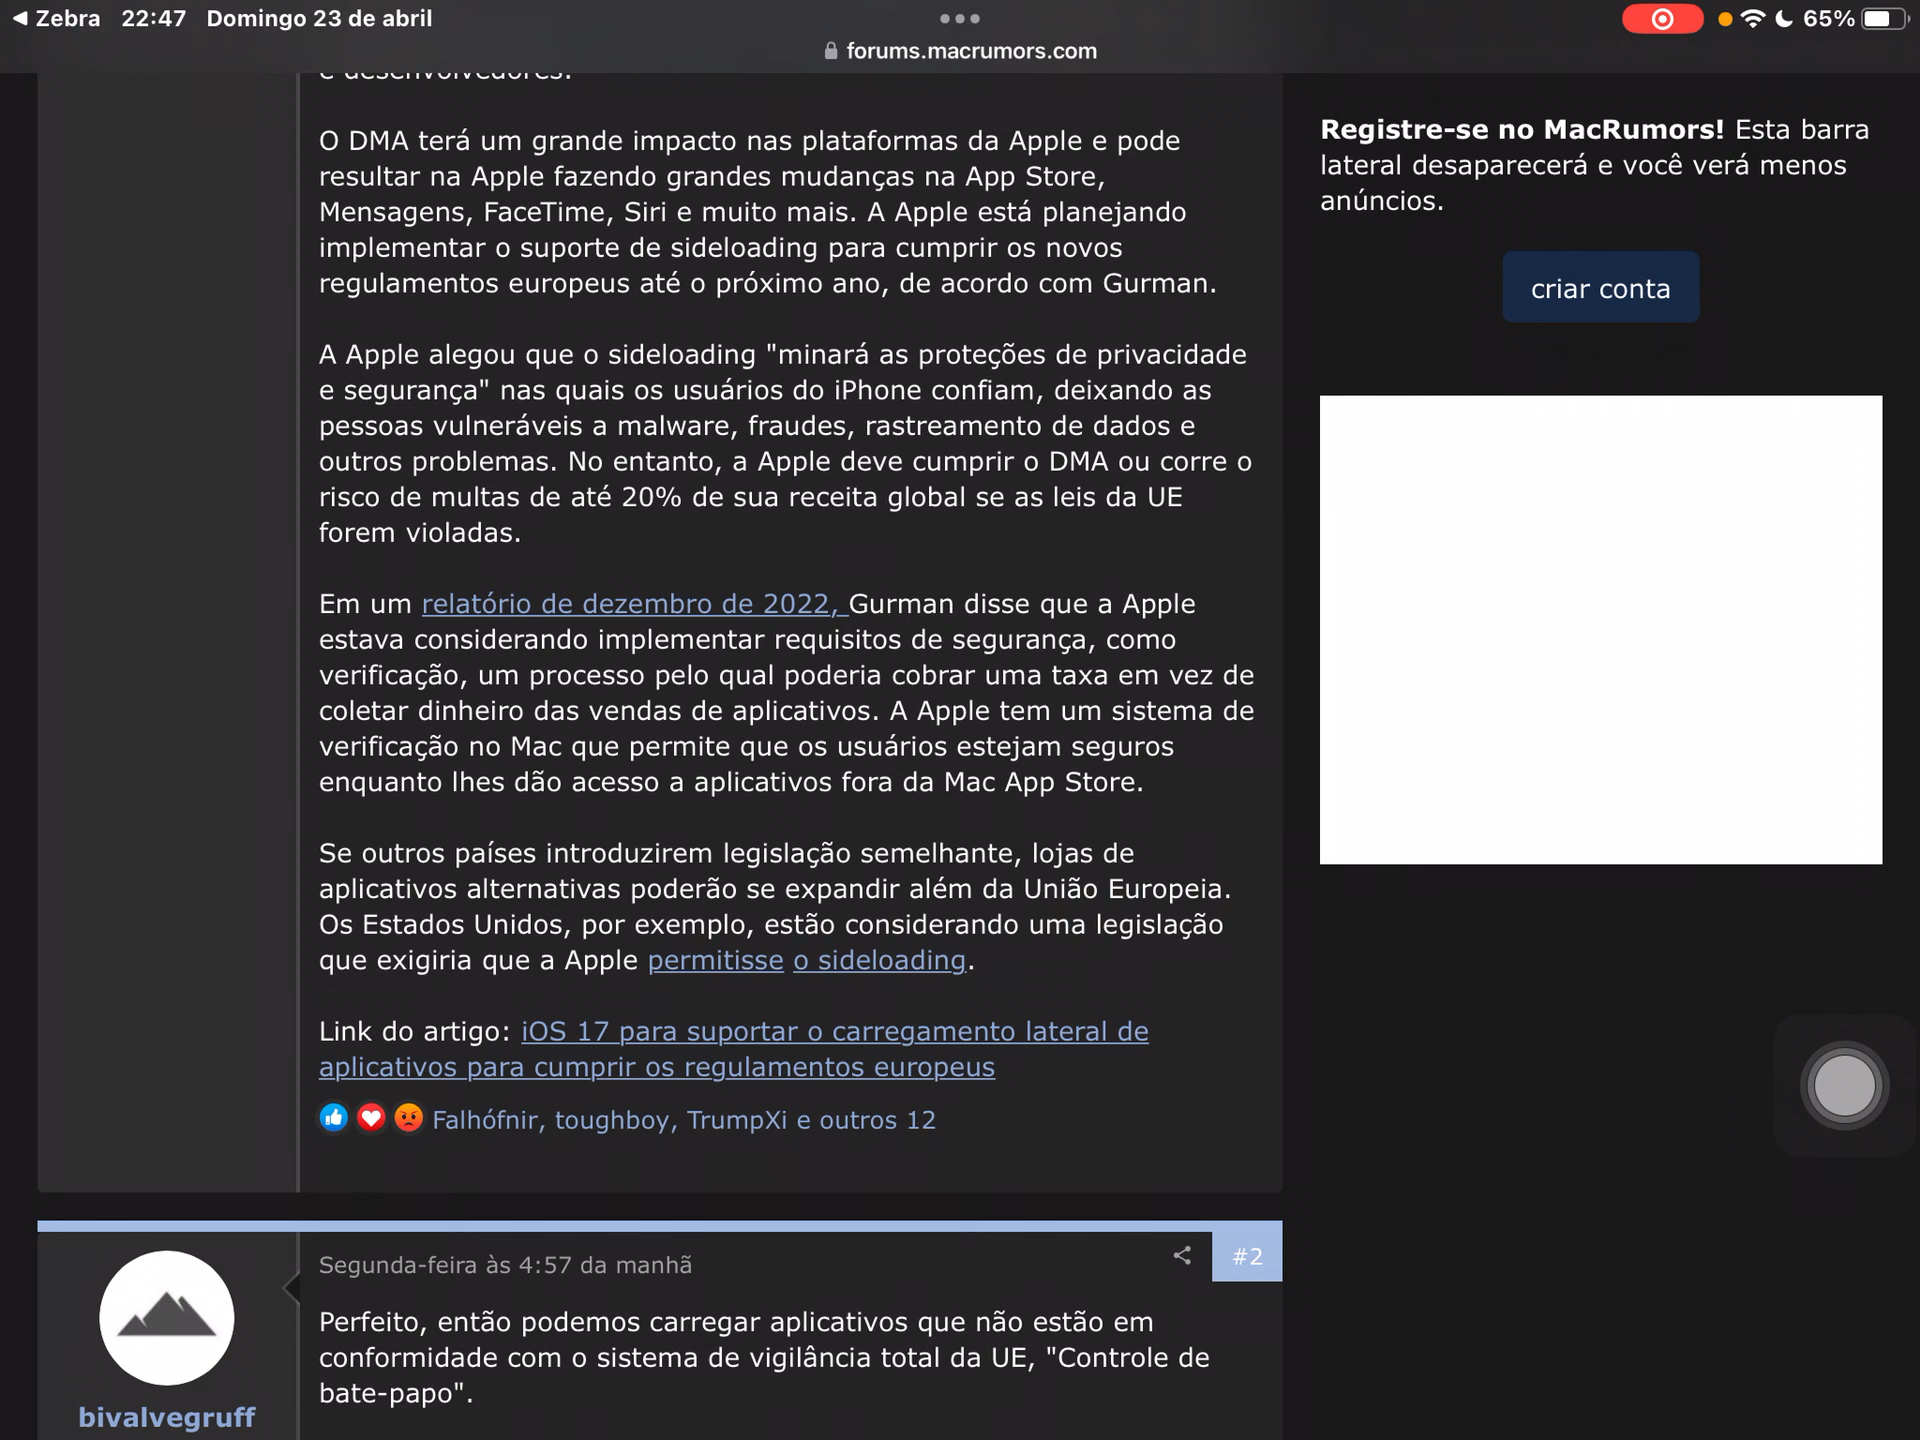 Zebra 22:47 Domingo 23 de abril
65%
forums.macrumors.com
e desenvolvedores.
O DMA terá um grande impacto nas plataformas da Apple e pode
resultar na Apple fazendo grandes mudanças na App Store,
Mensagens, FaceTime, Siri e muito mais. A Apple está planejando
implementar o suporte de sideloading para cumprir os novos
regulamentos europeus até o próximo ano, de acordo com Gurman.
A Apple alegou que o sideloading "minará as proteções de privacidade
e segurança" nas quais os usuários do iPhone confiam, deixando as
pessoas vulneráveis a malware, fraudes, rastreamento de dados e
outros problemas. No entanto, a Apple deve cumprir o DMA ou corre o
risco de multas de até 20% de sua receita global se as leis da UE
forem violadas.
Em um relatório de dezembro de 2022, Gurman disse que a Apple
estava considerando implementar requisitos de segurança, como
verificação, um processo pelo qual poderia cobrar uma taxa em vez de
coletar dinheiro das vendas de aplicativos. A Apple tem um sistema de
verificação no Mac que permite que os usuários estejam seguros
enquanto lhes dão acesso a aplicativos fora da Mac App Store.
Se outros países introduzirem legislação semelhante, lojas de
aplicativos alternativas poderão se expandir além da União Europeia.
Os Estados Unidos, por exemplo, estão considerando uma legislação
que exigiria que a Apple permitisse o sideloading.
Link do artigo: iOS 17 para suportar o carregamento lateral de
aplicativos para cumprir os regulamentos europeus
Falhófnir, toughboy, TrumpXi e outros 12
Registre-se no MacRumors! Esta barra
lateral desaparecerá e você verá menos
anúncios.
criar conta
Segunda-feira às 4:57 da manhã
#2
Perfeito, então podemos carregar aplicativos que não estão em
conformidade com o sistema de vigilância total da UE, "Controle de
bate-papo".
bivalvegruff